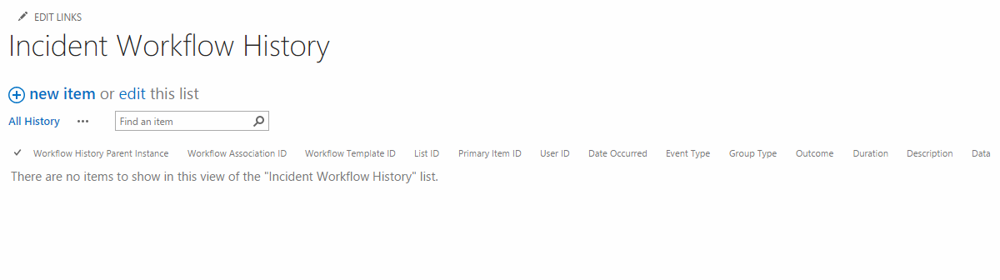 EDIT LINKS
Incident Workflow History
new item or edit this list
All History ••• Find an item
Workflow History Parent Instance Workflow Association ID Workflow Template ID List ID Primary Item ID User ID Date Occurred Event Type Group Type Outcome Duration Description Data
There are no items to show in this view of the "Incident Workflow History" list.